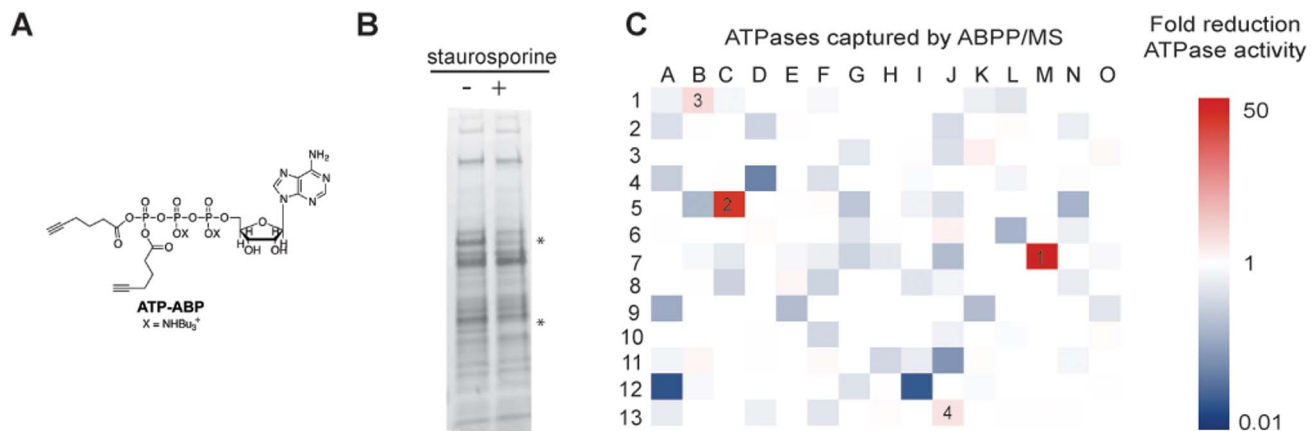 A
B
C
staurosporine
- +
*
*
ATPases captured by ABPP/MS
Fold reduction
ATPase activity
A B C D E F G H I J K L M N O
1
2
3
4
5
6
7
8
9
10
11
12
13
3
2
1
4
50
1
0.01
NH₂
N
N
N
N
O O O
O-P-O-P-O-P-O
O OX OX
O
O
O
H H H H
OH OH
ATP-ABP
X = NHBu₃⁺